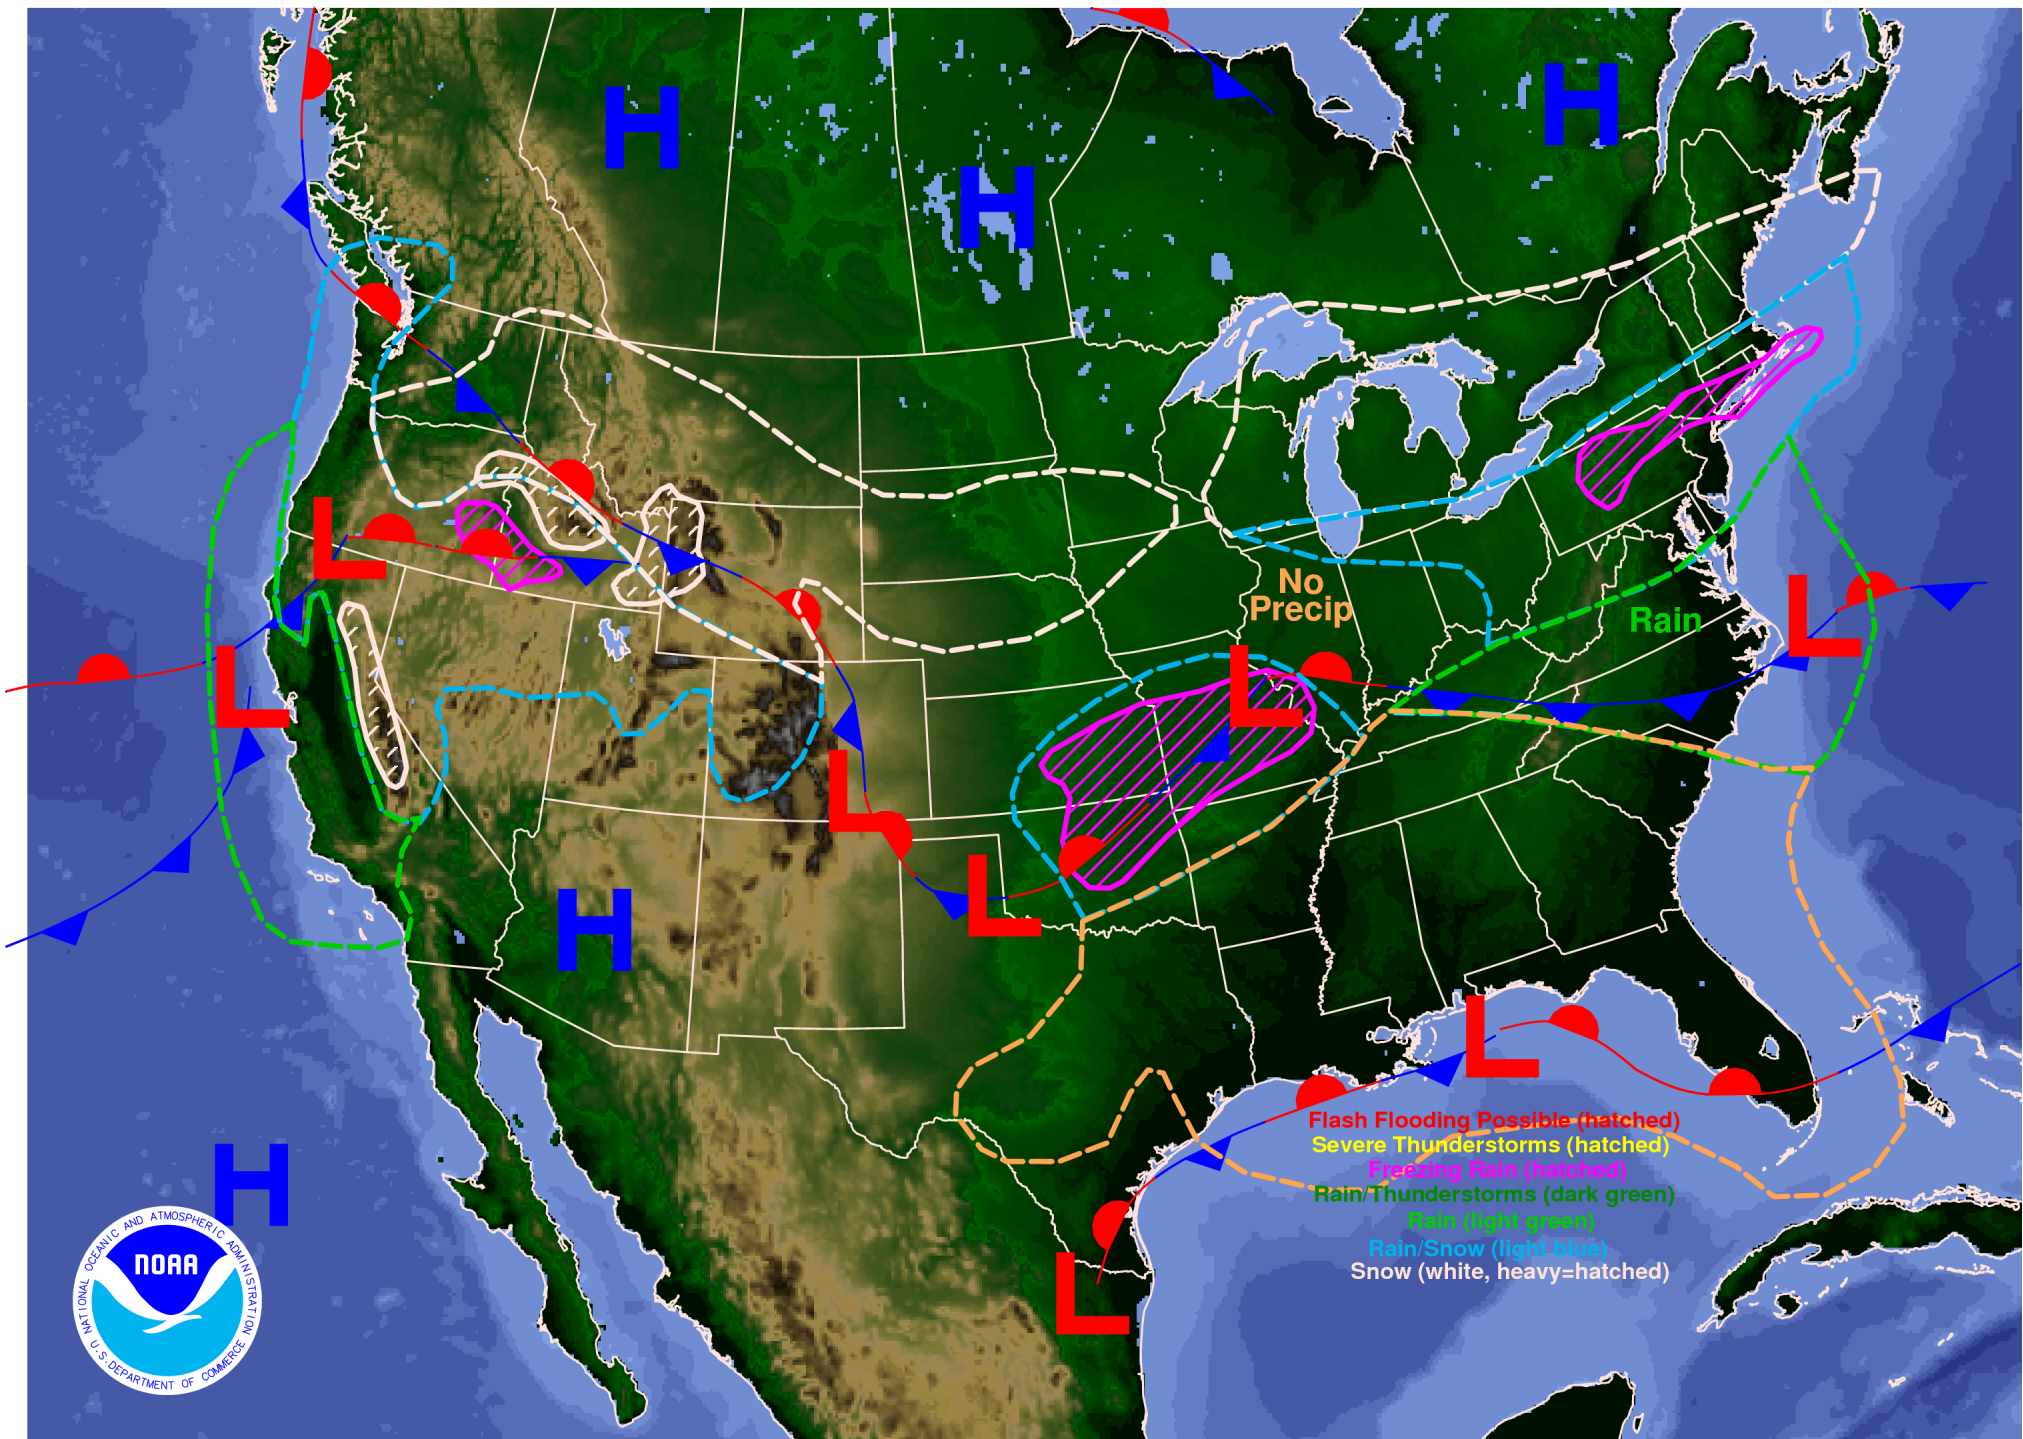 H
H
H
No
Precip
Rain
L
L
L
L
L
L
H
L
L
Flash Flooding Possible (hatched)
Severe Thunderstorms (hatched)
Freezing Rain (hatched)
Rain/Thunderstorms (dark green)
Rain (light green)
Rain/Snow (light blue)
Snow (white, heavy=hatched)
H
NATIONAL OCEANIC AND ATMOSPHERIC ADMINISTRATION
NOAA
U.S. DEPARTMENT OF COMMERCE